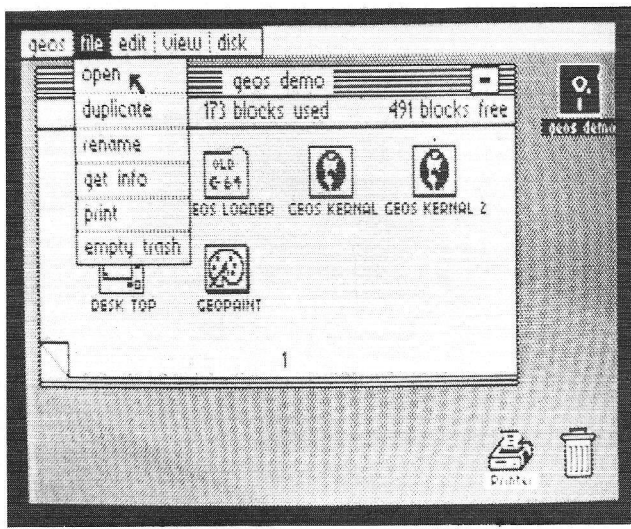 geos file edit view disk
open
duplicate
rename
get info
print
empty trash
geos demo
173 blocks used 491 blocks free
geos demo
OLD
C-64
EOS LOADER GEOS KERNAL GEOS KERNAL 2
DESK TOP GEOPAINT
1
Printer